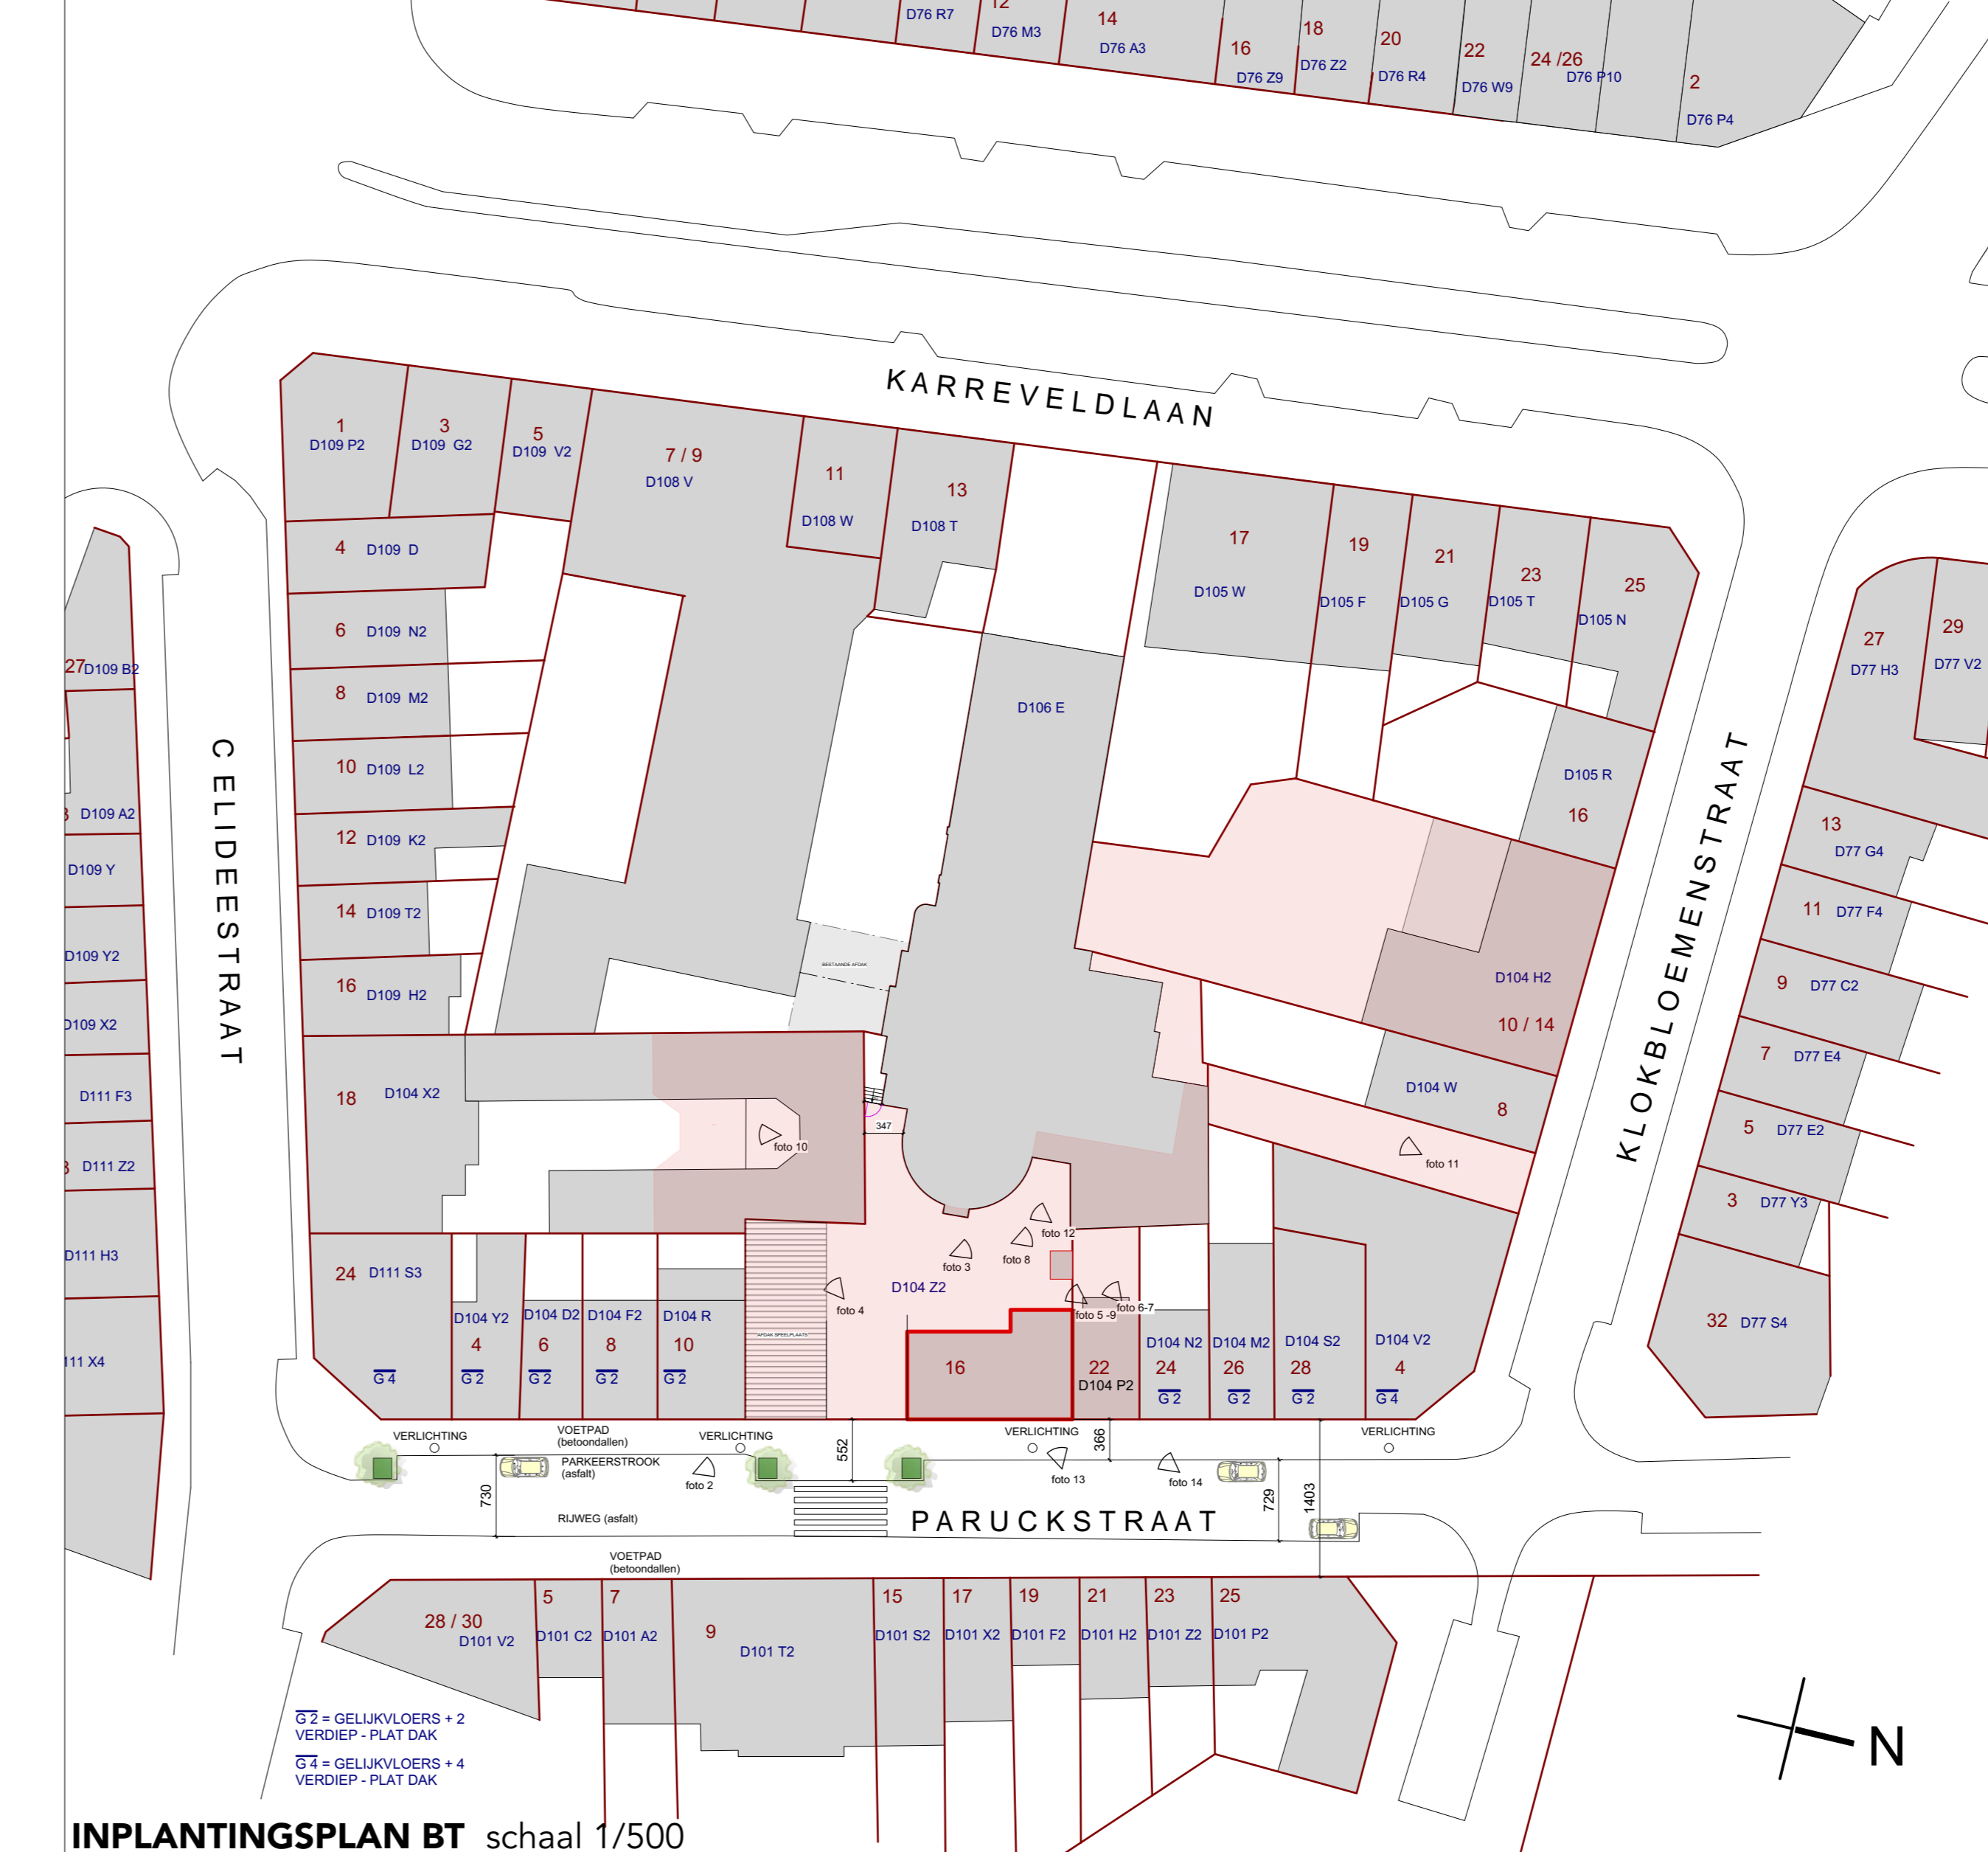 D76 R7
12
D76 M3
14
D76 A3
16
D76 Z9
18
D76 Z2
20
D76 R4
22
D76 W9
24 /26
D76 P10
2
D76 P4
KARREVELDLAAN
1
D109 P2
3
D109 G2
5
D109 V2
7 / 9
D108 V
11
D108 W
13
D108 T
17
D105 W
19
D105 F
21
D105 G
23
D105 T
25
D105 N
27
D77 H3
29
D77 V2
4 D109 D
6 D109 N2
8 D109 M2
10 D109 L2
12 D109 K2
14 D109 T2
16 D109 H2
18 D104 X2
27 D109 B2
D109 A2
D109 Y
D109 Y2
D109 X2
D111 F3
D111 Z2
D111 H3
111 X4
CELIDEESTRAAT
D106 E
BESTAANDE AFDAK
D105 R
16
D104 H2
10 / 14
D104 W
8
KLOKBLOEMENSTRAAT
13
D77 G4
11 D77 F4
9 D77 C2
7 D77 E4
5 D77 E2
3 D77 Y3
32 D77 S4
347
foto 10
foto 11
foto 12
foto 8
foto 3
foto 4
foto 5 -9
foto 6-7
D104 Z2
AFDAK SPEELPLAATS
24 D111 S3
G 4
D104 Y2
4
G 2
D104 D2
6
G 2
D104 F2
8
G 2
D104 R
10
G 2
16
22
D104 P2
D104 N2
24
G 2
D104 M2
26
G 2
D104 S2
28
G 2
D104 V2
4
G 4
VERLICHTING
VOETPAD
(betoondallen)
VERLICHTING
VERLICHTING
VERLICHTING
PARKEERSTROOK
(asfalt)
foto 2
552
366
foto 13
foto 14
730
729
1403
RIJWEG (asfalt)
PARUCKSTRAAT
VOETPAD
(betoondallen)
28 / 30
D101 V2
5
D101 C2
7
D101 A2
9
D101 T2
15
D101 S2
17
D101 X2
19
D101 F2
21
D101 H2
23
D101 Z2
25
D101 P2
G 2 = GELIJKVLOERS + 2
VERDIEP - PLAT DAK
G 4 = GELIJKVLOERS + 4
VERDIEP - PLAT DAK
N
INPLANTINGSPLAN BT schaal 1/500